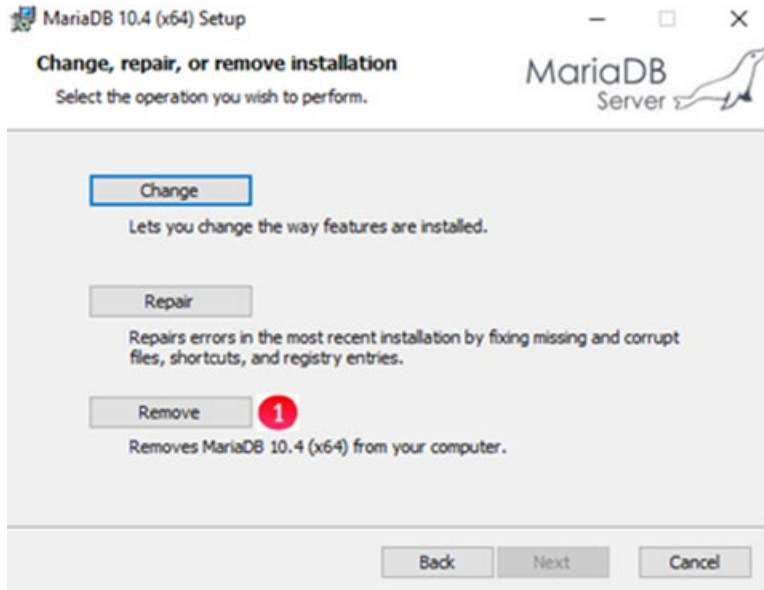 MariaDB 10.4 (x64) Setup
Change, repair, or remove installation
Select the operation you wish to perform.
MariaDB
Server
Change
Lets you change the way features are installed.
Repair
Repairs errors in the most recent installation by fixing missing and corrupt
files, shortcuts, and registry entries.
Remove 1
Removes MariaDB 10.4 (x64) from your computer.
Back Next Cancel